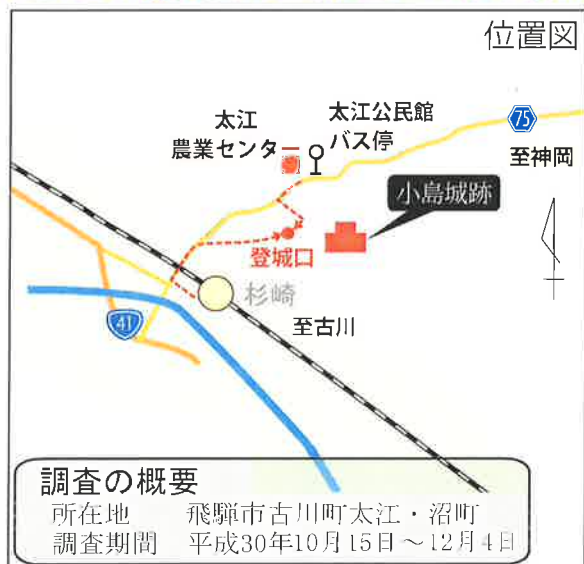 位置図
太江
農業センター
太江公民館
バス停
75
至神岡
小島城跡
登城口
杉崎
41
至古川
調査の概要
所在地 飛騨市古川町太江・沼町
調査期間 平成30年10月15日～12月4日